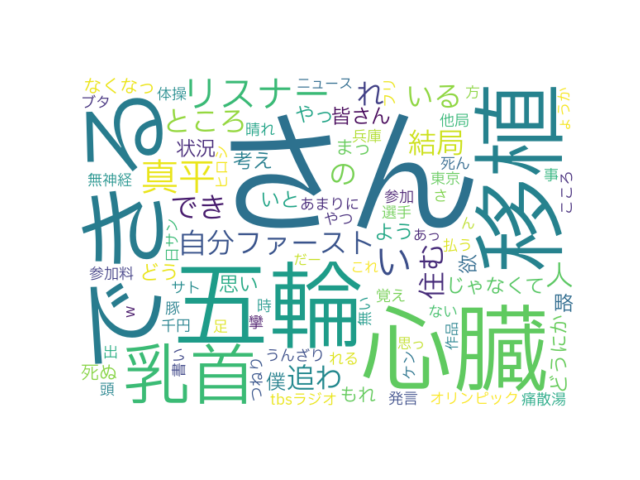 なくなっ
ブタ
体操
ニュース
リスナー
れ
フリ
いる
方
他局
ようか
できる
さん
移植
ところ
やっ
皆さん
晴れ
兵庫
まっ
結局
状況
考え
ヒロシ
死ん
真平
の
東京
事
無神経
こころ
でき
いと
あまりに
参加
選手
さ
やつ
住む
人
日サン
自分ファースト
よう
あっ
ん
払う
い
欲
参加料
どう
だー
これ
じゃなくて
略
サト
思い
五輪
心臓
豚
時
覚え
ない
無い
w
千円
足
攣
作品
どうにか
乳首
思っ
出
書い
うんざり
れる
ケン
死ぬ
つねり
僕
追わ
頭
tbsラジオ
もれ
発言
オリンピック
痛散湯